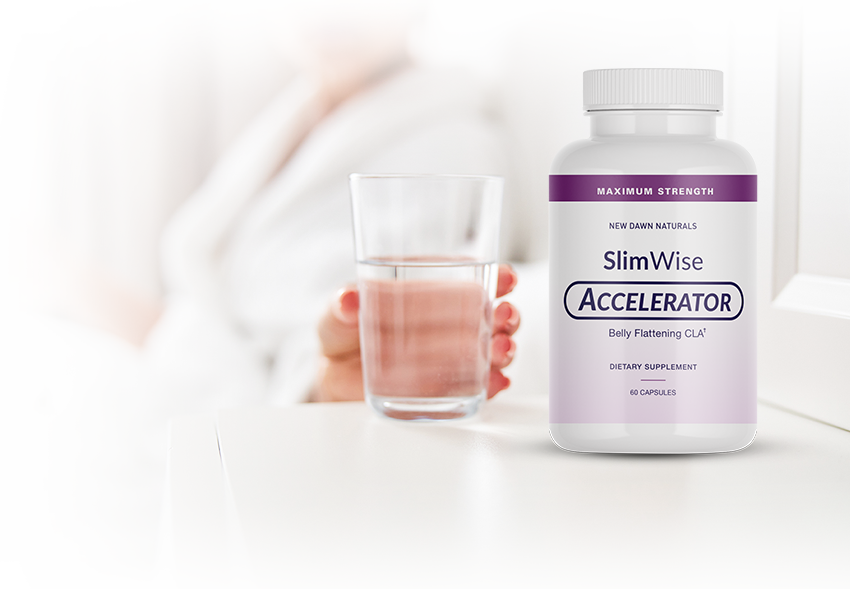 MAXIMUM STRENGTH
NEW DAWN NATURALS
SlimWise
ACCELERATOR
Belly Flattening CLA†
DIETARY SUPPLEMENT
60 CAPSULES